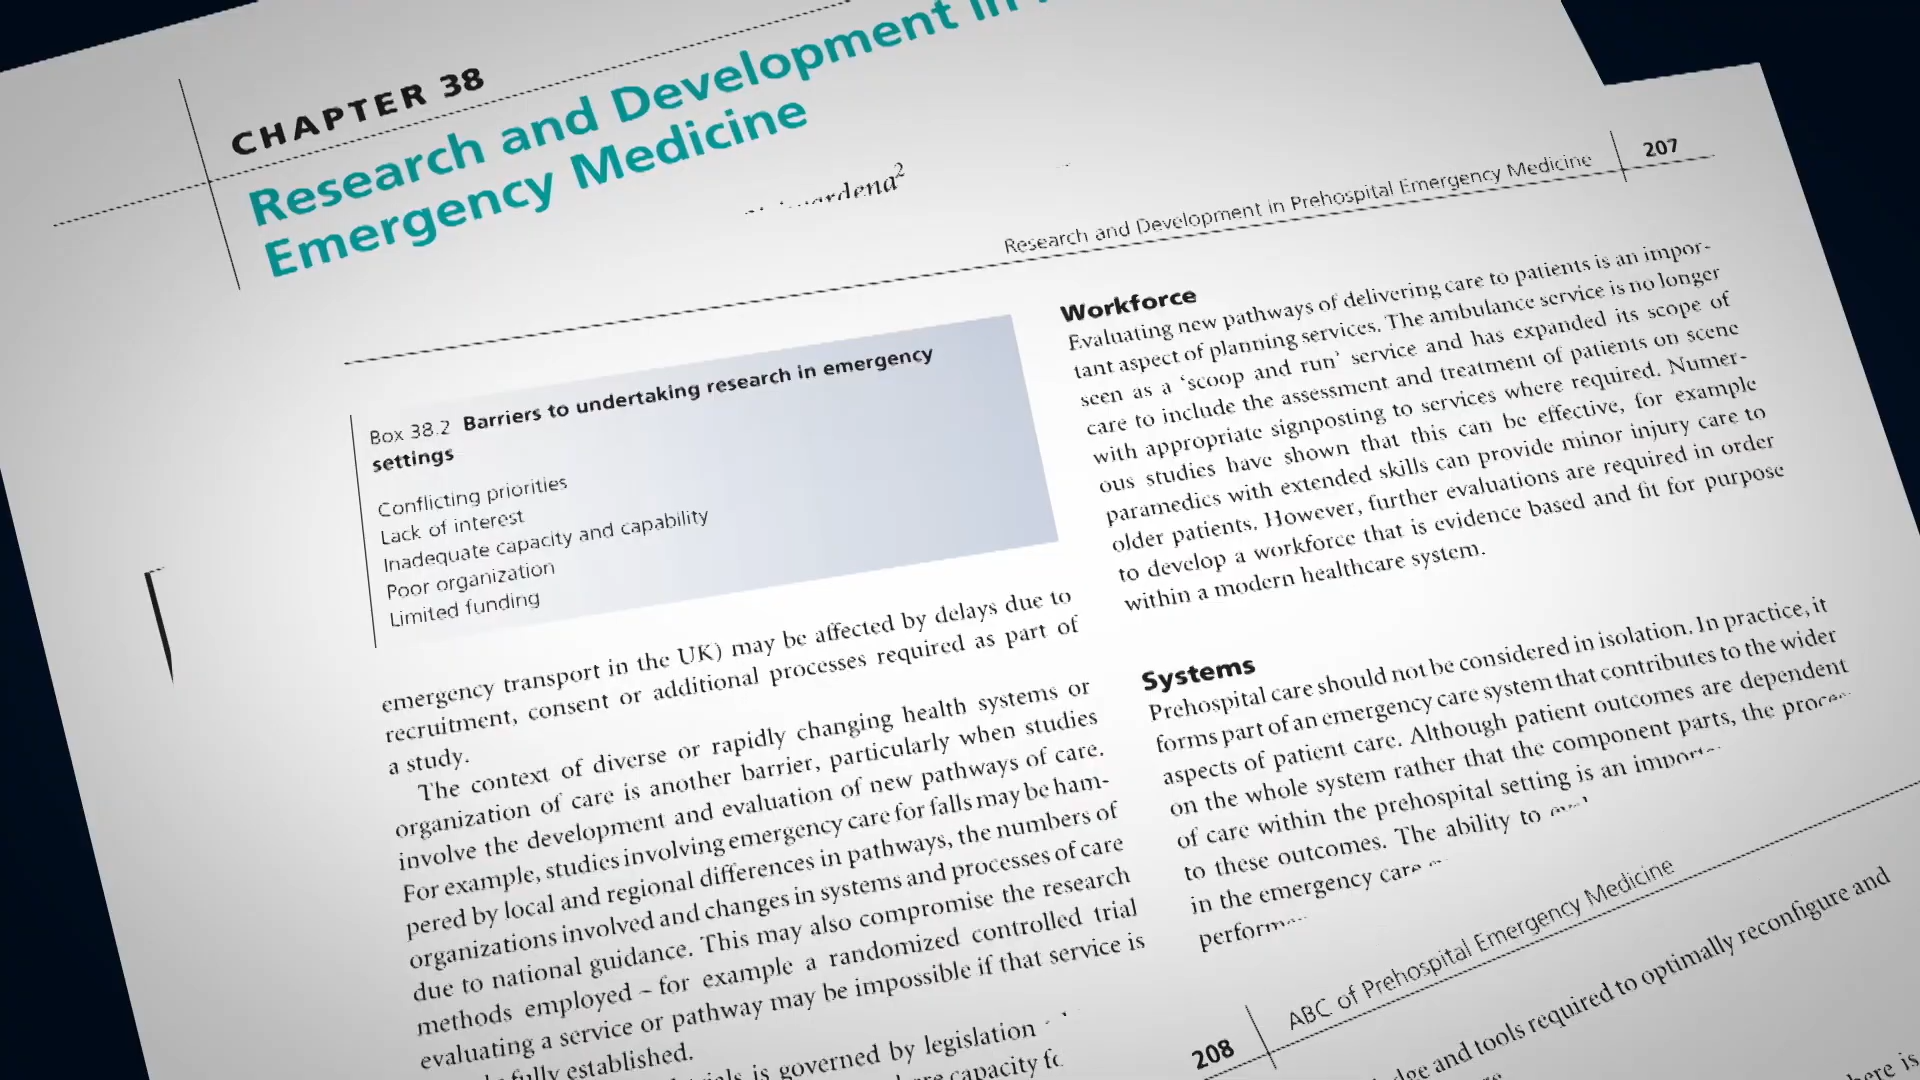 CHAPTER 38
Research and Development in
Emergency Medicine
Research and Development in Prehospital Emergency Medicine
207
Box 38.2 Barriers to undertaking research in emergency
settings
Conflicting priorities
Lack of interest
Inadequate capacity and capability
Poor organization
Limited funding
emergency transport in the UK) may be affected by delays due to
recruitment, consent or additional processes required as part of
a study.
The context of diverse or rapidly changing health systems or
organization of care is another barrier, particularly when studies
involve the development and evaluation of new pathways of care.
For example, studies involving emergency care for falls may be ham-
pered by local and regional differences in pathways, the numbers of
organizations involved and changes in systems and processes of care
due to national guidance. This may also compromise the research
methods employed – for example a randomized controlled trial
evaluating a service or pathway may be impossible if that service is
fully established.
is governed by legislation
capacity
Workforce
Evaluating new pathways of delivering care to patients is an impor-
tant aspect of planning services. The ambulance service is no longer
seen as a ‘scoop and run’ service and has expanded its scope of
care to include the assessment and treatment of patients on scene
with appropriate signposting to services where required. Numer-
ous studies have shown that this can be effective, for example
paramedics with extended skills can provide minor injury care to
older patients. However, further evaluations are required in order
to develop a workforce that is evidence based and fit for purpose
within a modern healthcare system.
Systems
Prehospital care should not be considered in isolation. In practice, it
forms part of an emergency care system that contributes to the wider
aspects of patient care. Although patient outcomes are dependent
on the whole system rather that the component parts, the
of care within the prehospital setting is an
to these outcomes. The ability to
in the emergency care
208
ABC of Prehospital Emergency Medicine
and tools required to optimally reconfigure and